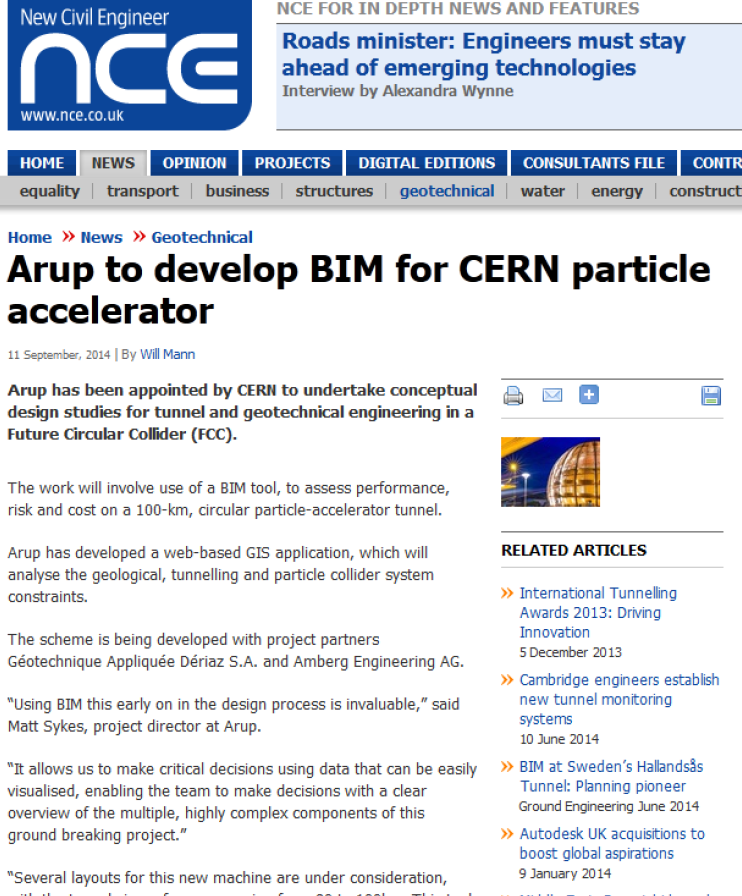 New Civil Engineer
nce
www.nce.co.uk
NCE FOR IN DEPTH NEWS AND FEATURES
Roads minister: Engineers must stay
ahead of emerging technologies
Interview by Alexandra Wynne
HOME NEWS OPINION PROJECTS DIGITAL EDITIONS CONSULTANTS FILE CONTR
equality | transport | business | structures | geotechnical | water | energy | construct
Home » News » Geotechnical
Arup to develop BIM for CERN particle
accelerator
11 September, 2014 | By Will Mann
Arup has been appointed by CERN to undertake conceptual
design studies for tunnel and geotechnical engineering in a
Future Circular Collider (FCC).
The work will involve use of a BIM tool, to assess performance,
risk and cost on a 100-km, circular particle-accelerator tunnel.
Arup has developed a web-based GIS application, which will
analyse the geological, tunnelling and particle collider system
constraints.
The scheme is being developed with project partners
Géotechnique Appliquée Dériaz S.A. and Amberg Engineering AG.
“Using BIM this early on in the design process is invaluable,” said
Matt Sykes, project director at Arup.
“It allows us to make critical decisions using data that can be easily
visualised, enabling the team to make decisions with a clear
overview of the multiple, highly complex components of this
ground breaking project.”
“Several layouts for this new machine are under consideration,
RELATED ARTICLES
» International Tunnelling
Awards 2013: Driving
Innovation
5 December 2013
» Cambridge engineers establish
new tunnel monitoring
systems
10 June 2014
» BIM at Sweden’s Hallandsås
Tunnel: Planning pioneer
Ground Engineering June 2014
» Autodesk UK acquisitions to
boost global aspirations
9 January 2014